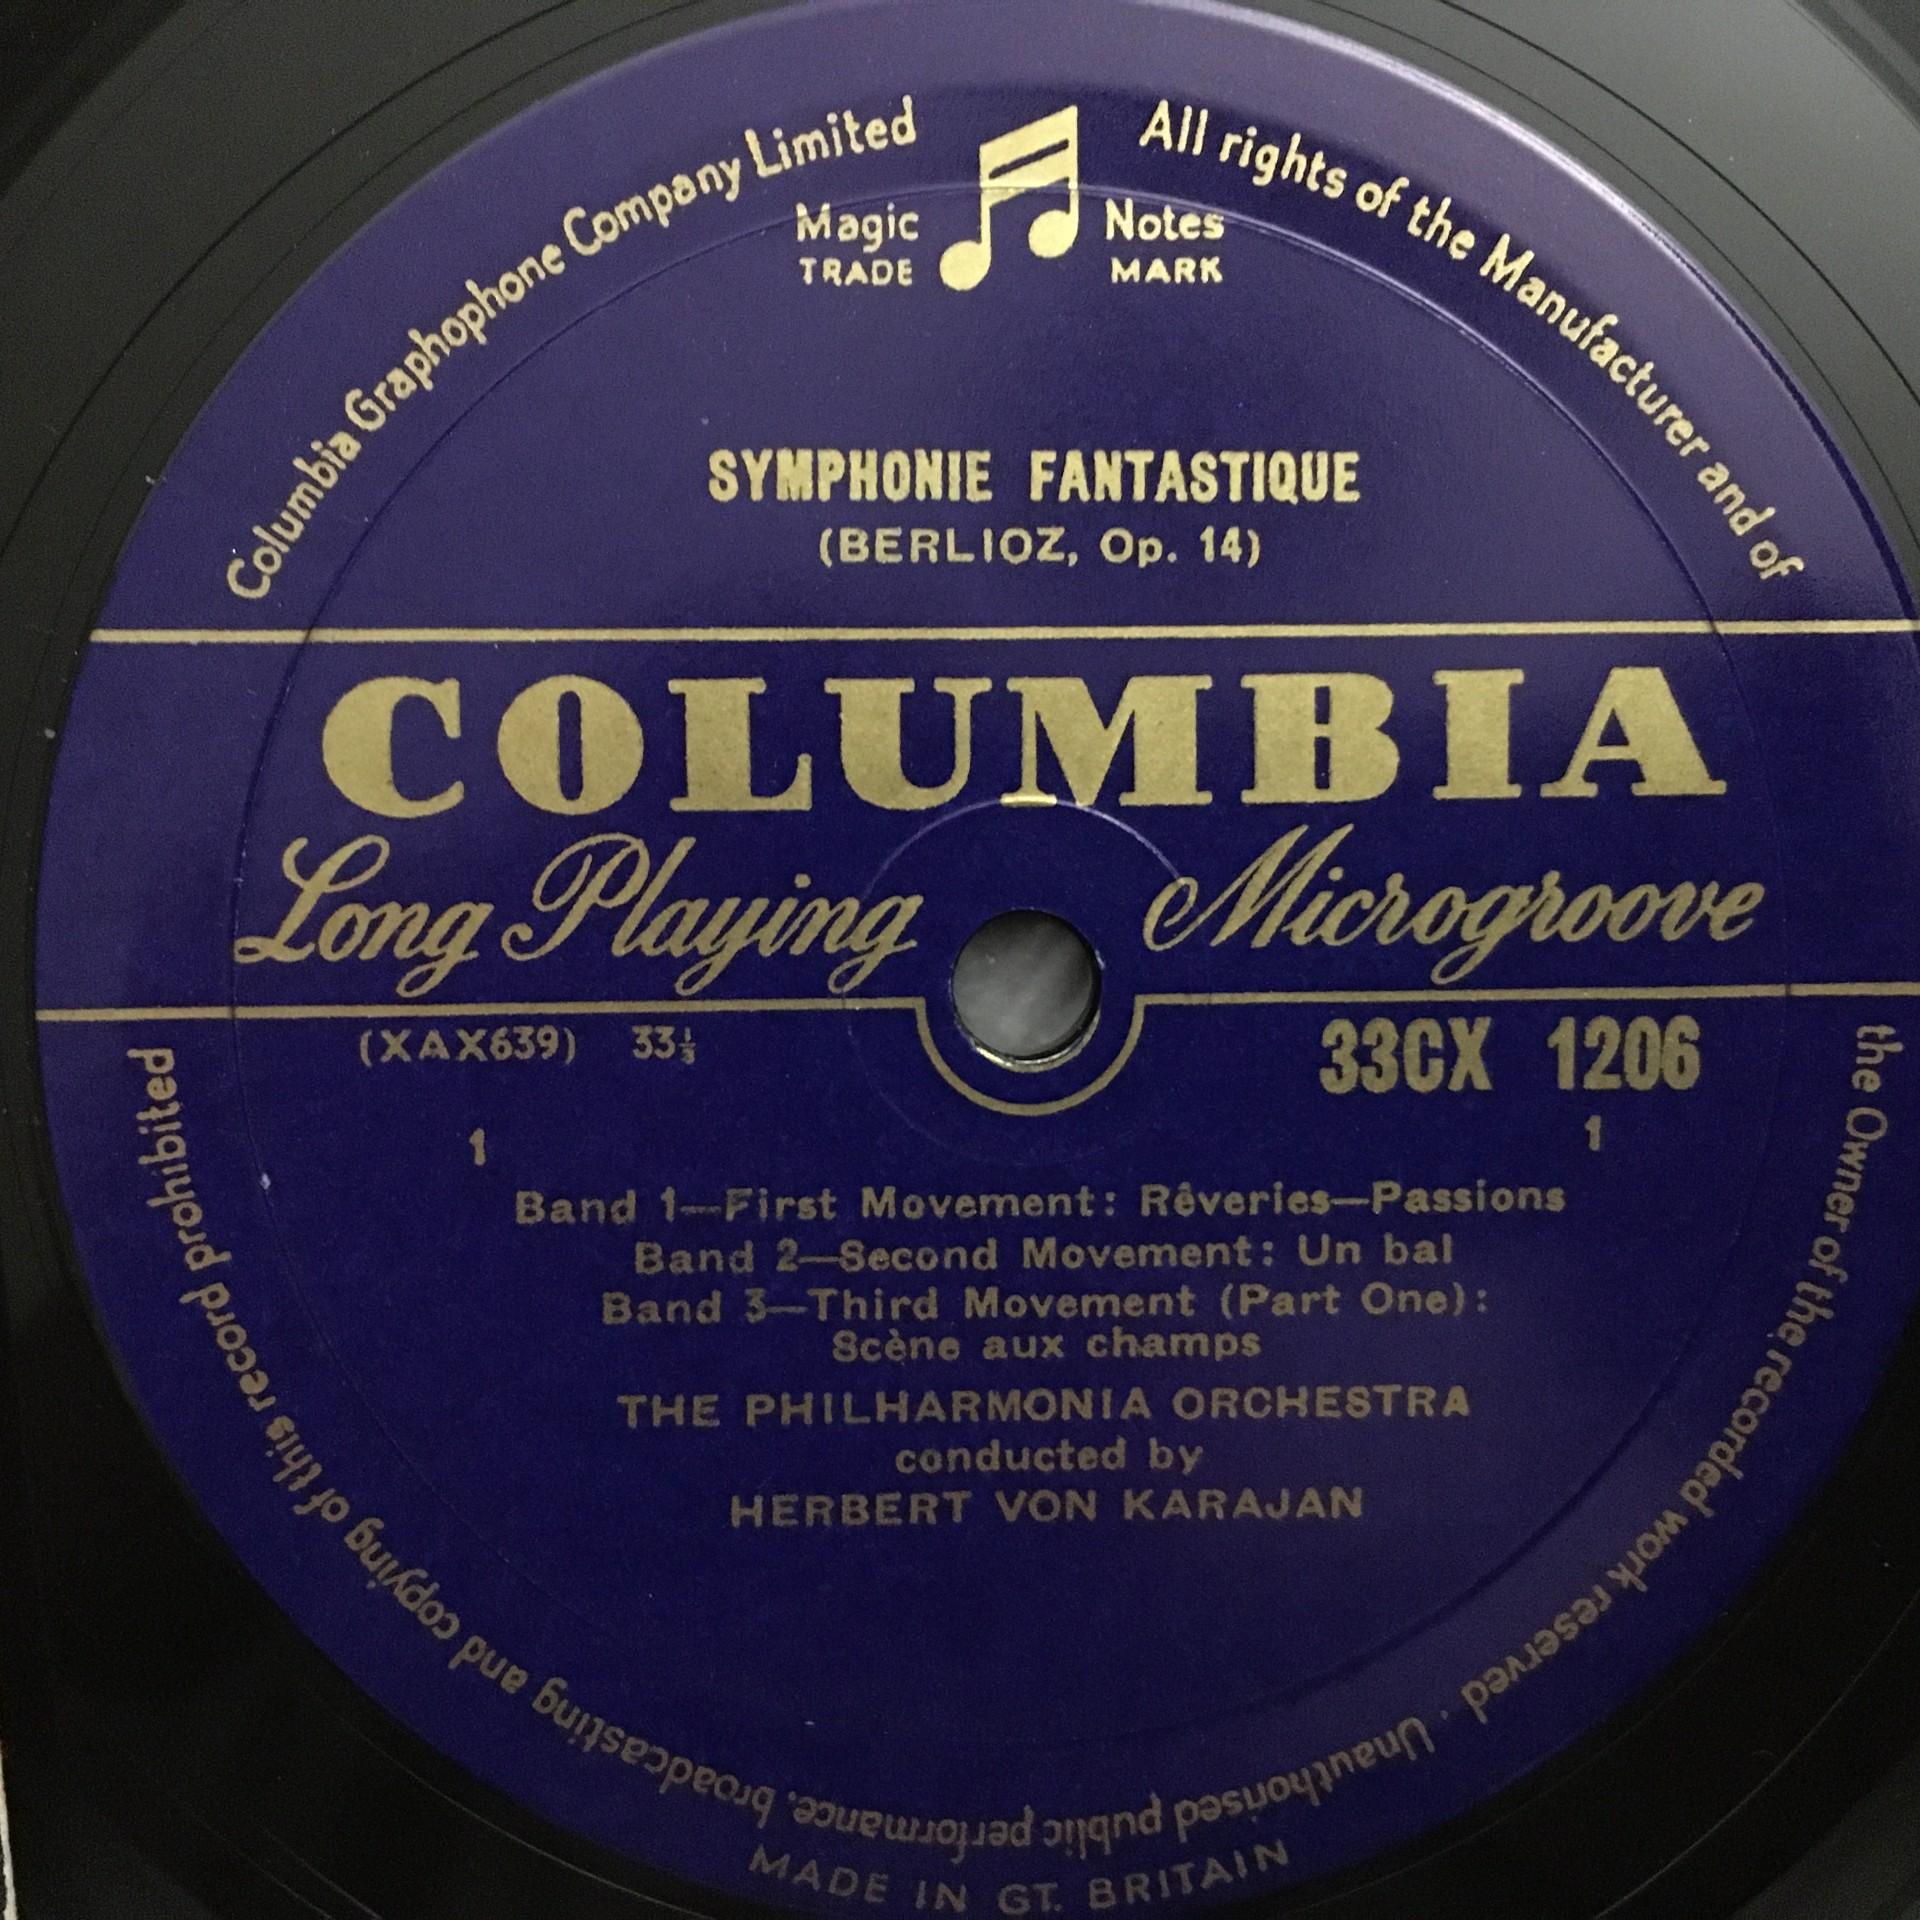 Columbia Graphophone Company Limited
All rights of the Manufacturer and of the Owner of the recorded work reserved · Unauthorised public performance, broadcasting and copying of this record prohibited
Magic Notes
TRADE MARK
SYMPHONIE FANTASTIQUE
(BERLIOZ, Op. 14)
COLUMBIA
Long Playing Microgroove
(XAX639) 33⅓ 33CX 1206
1 1
Band 1—First Movement: Rêveries—Passions
Band 2—Second Movement: Un bal
Band 3—Third Movement (Part One):
Scène aux champs
THE PHILHARMONIA ORCHESTRA
conducted by
HERBERT VON KARAJAN
MADE IN GT. BRITAIN